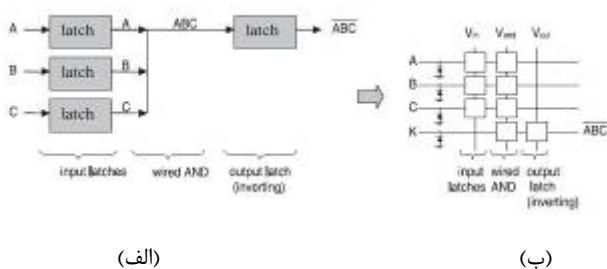 A latch A ABC latch ABC
B latch B
C latch C
input latches wired AND output latch
(inverting)
Vin Vand Vout
A
B
C
K ABC
input wired output
latches AND latch
(inverting)
(الف)
(ب)